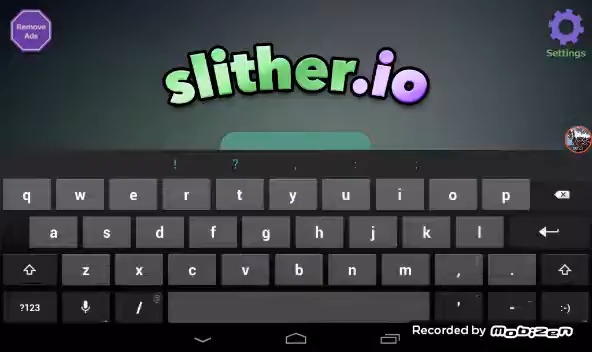 Remove
Ads
Settings
slither.io
! ? , : ;
q w e r t y u i o p
a s d f g h j k l
z x c v b n m , .
?123 / @ ' - :-)
Recorded by mobizen